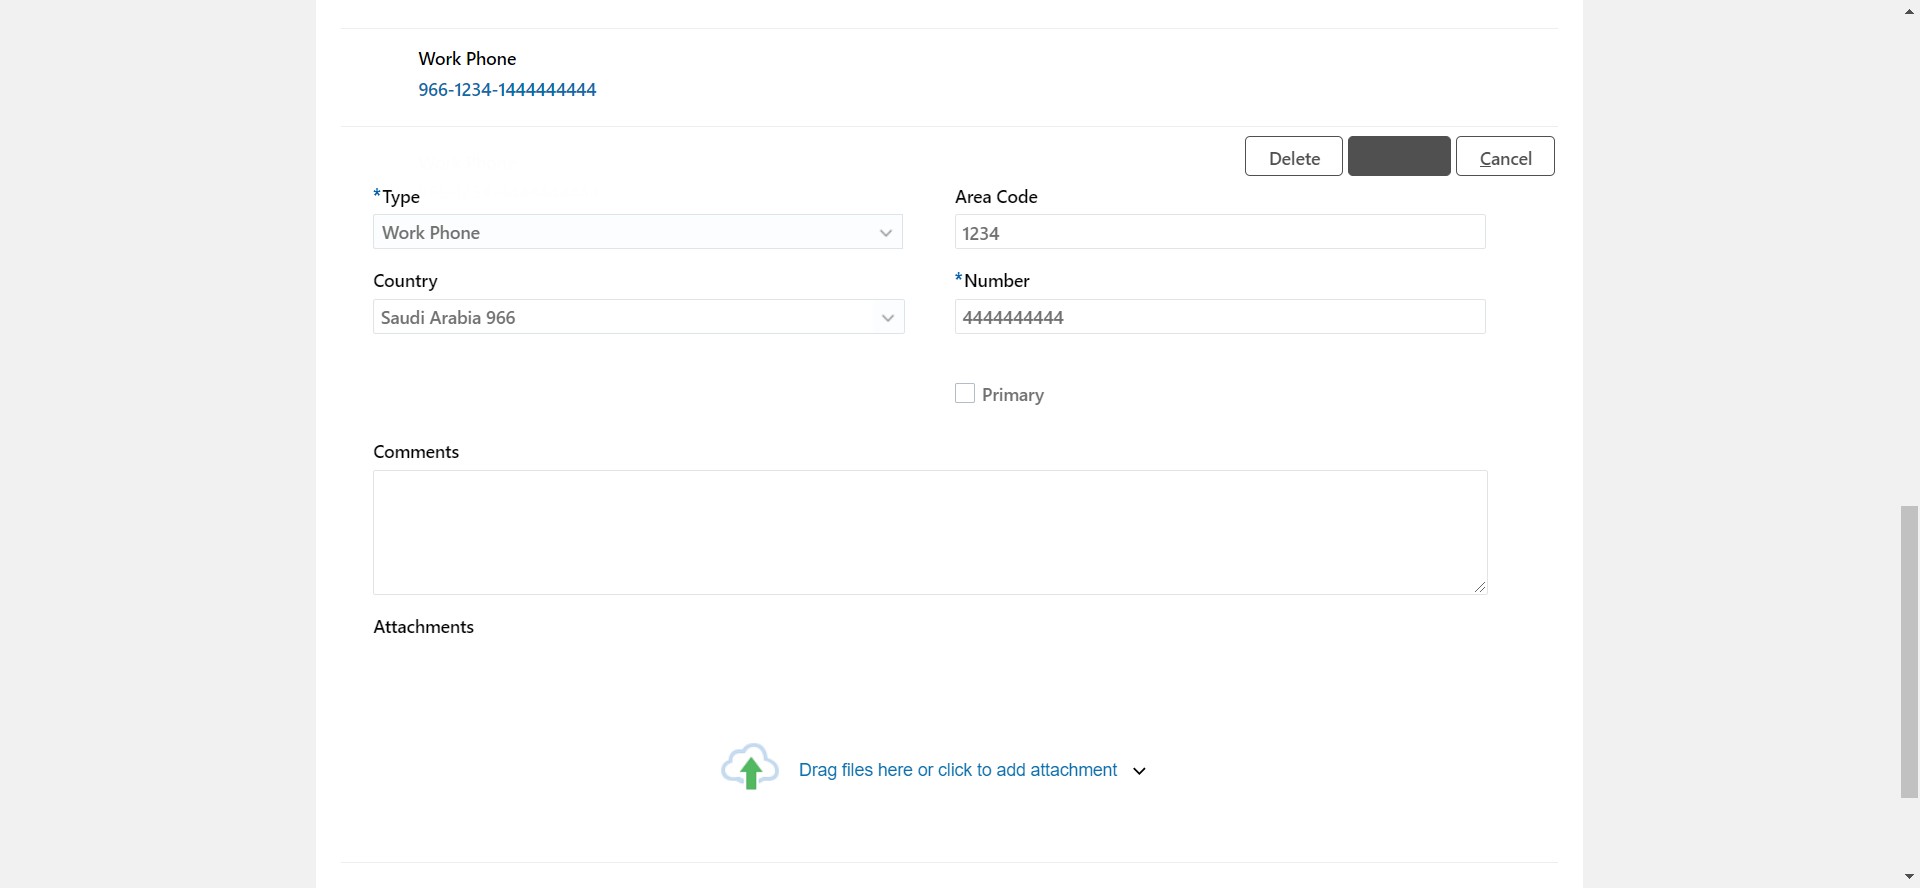 Work Phone
966-1234-1444444444
Delete
Cancel
*Type
Area Code
Work Phone
1234
Country
*Number
Saudi Arabia 966
4444444444
Primary
Comments
Attachments
Drag files here or click to add attachment